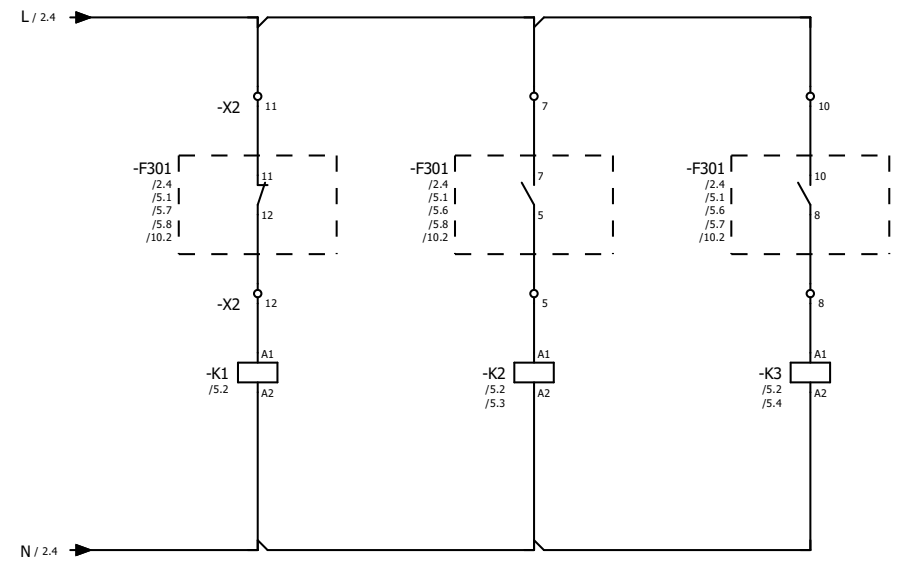 L / 2.4
-X2
11
7
10
-F301
/2.4
/5.1
/5.7
/5.8
/10.2
11
12
-F301
/2.4
/5.1
/5.6
/5.8
/10.2
7
5
-F301
/2.4
/5.1
/5.6
/5.7
/10.2
10
8
-X2
12
5
8
-K1
/5.2
A1
A2
-K2
/5.2
/5.3
A1
A2
-K3
/5.2
/5.4
A1
A2
N / 2.4